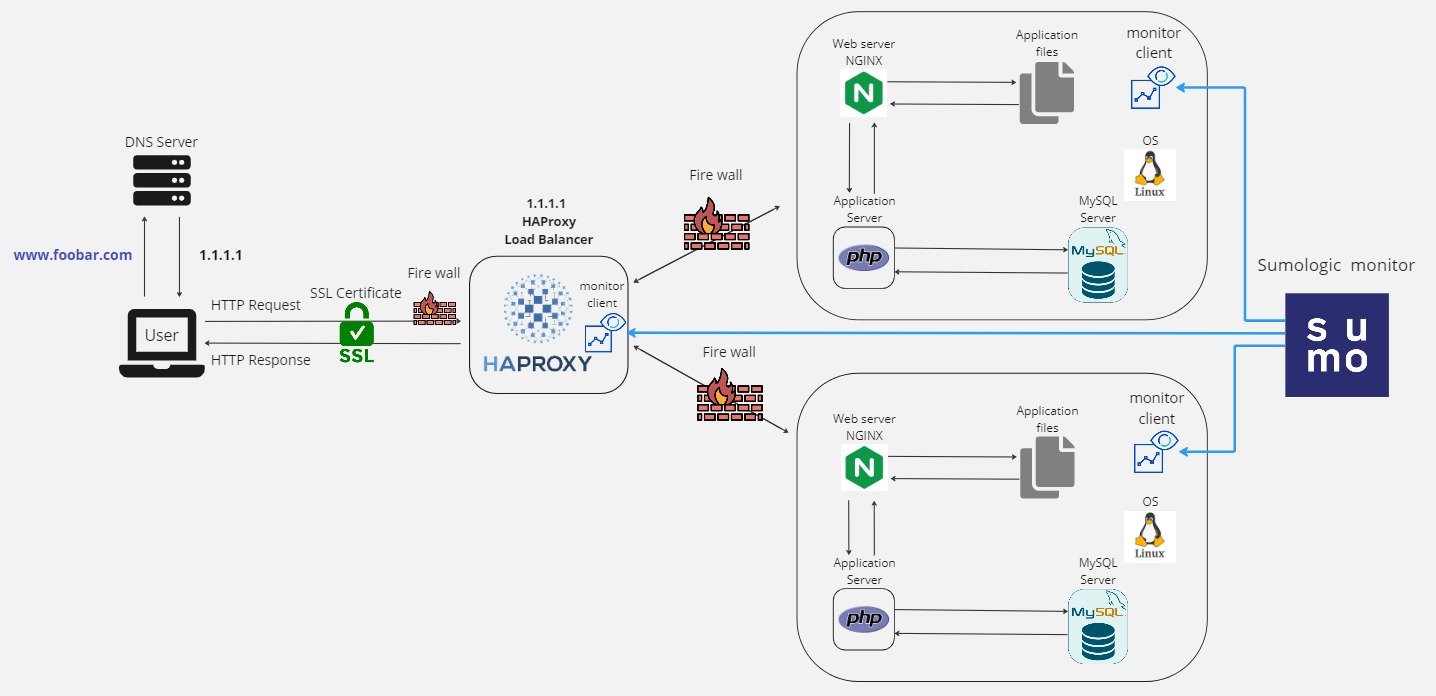 DNS Server
www.foobar.com
1.1.1.1
User
HTTP Request
HTTP Response
SSL Certificate
SSL
Fire wall
1.1.1.1
HAProxy
Load Balancer
monitor
client
HAPROXY
Fire wall
Fire wall
Web server
NGINX
N
Application
files
monitor
client
OS
Linux
Application
Server
php
MySQL
Server
MySQL
Web server
NGINX
N
Application
files
monitor
client
OS
Linux
Application
Server
php
MySQL
Server
MySQL
Sumologic monitor
su
mo